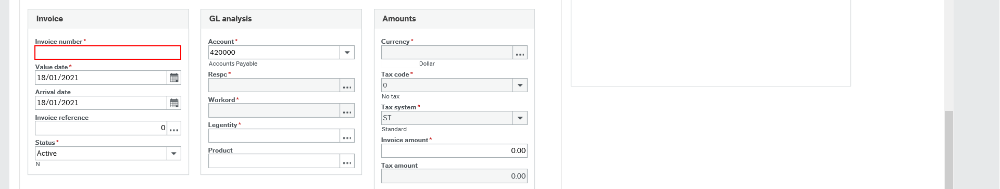 Invoice
Invoice number*
Value date*
18/01/2021
Arrival date
18/01/2021
Invoice reference
0 ...
Status*
Active
N
GL analysis
Account*
420000
Accounts Payable
Respc*
...
Workord*
...
Legentity*
...
Product
...
Amounts
Currency*
...
Dollar
Tax code*
0
No tax
Tax system*
ST
Standard
Invoice amount*
0.00
Tax amount
0.00